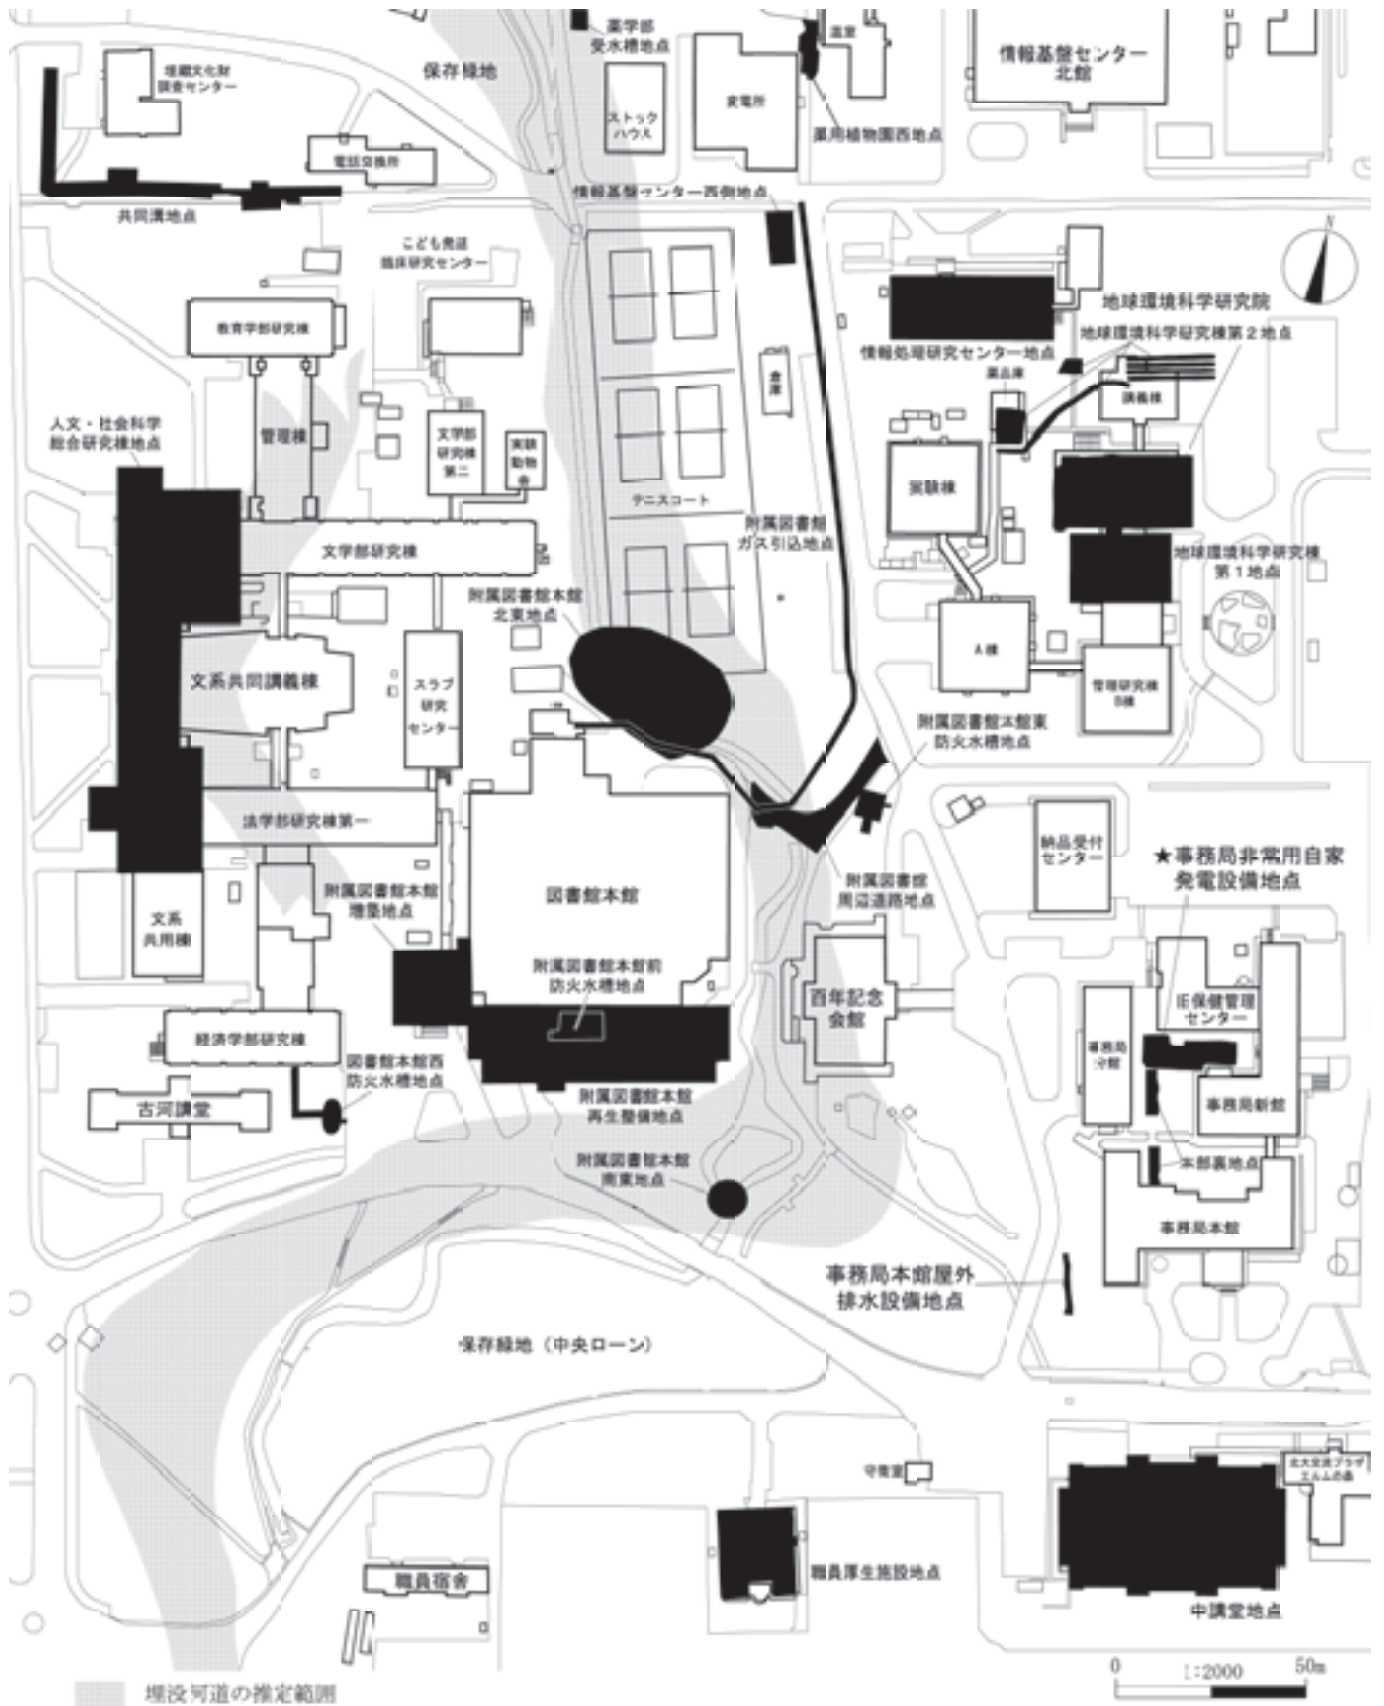 薬学部
受水槽地点
温室
情報基盤センター
北館
保存緑地
埋蔵文化財
調査センター
変電所
ストック
ハウス
薬用植物園西地点
電話交換所
情報基盤センター西側地点
共同溝地点
N
こども発達
臨床研究センター
地球環境科学研究院
地球環境科学研究棟第2地点
教育学部研究棟
情報処理研究センター地点
薬品庫
倉庫
講義棟
人文・社会科学
総合研究棟地点
管理棟
文学部
研究棟
第二
実験
動物
舎
実験棟
テニスコート
附属図書館
ガス引込地点
文学部研究棟
地球環境科学研究棟
第1地点
附属図書館本館
北東地点
A棟
文系共同講義棟
スラブ
研究
センター
管理研究棟
B棟
附属図書館本館東
防火水槽地点
法学部研究棟第一
納品受付
センター
★事務局非常用自家
発電設備地点
附属図書館本館
増築地点
図書館本館
附属図書館
周辺道路地点
文系
共用棟
附属図書館本館前
防火水槽地点
百年記念
会館
旧保健管理
センター
経済学部研究棟
事務局
分館
図書館本館西
防火水槽地点
古河講堂
附属図書館本館
再生整備地点
事務局新館
附属図書館本館
南東地点
本部裏地点
事務局本館
事務局本館屋外
排水設備地点
保存緑地（中央ローン）
守衛室
北大交流プラザ
エルムの森
職員宿舎
職員厚生施設地点
中講堂地点
0 1:2000 50m
埋没河道の推定範囲